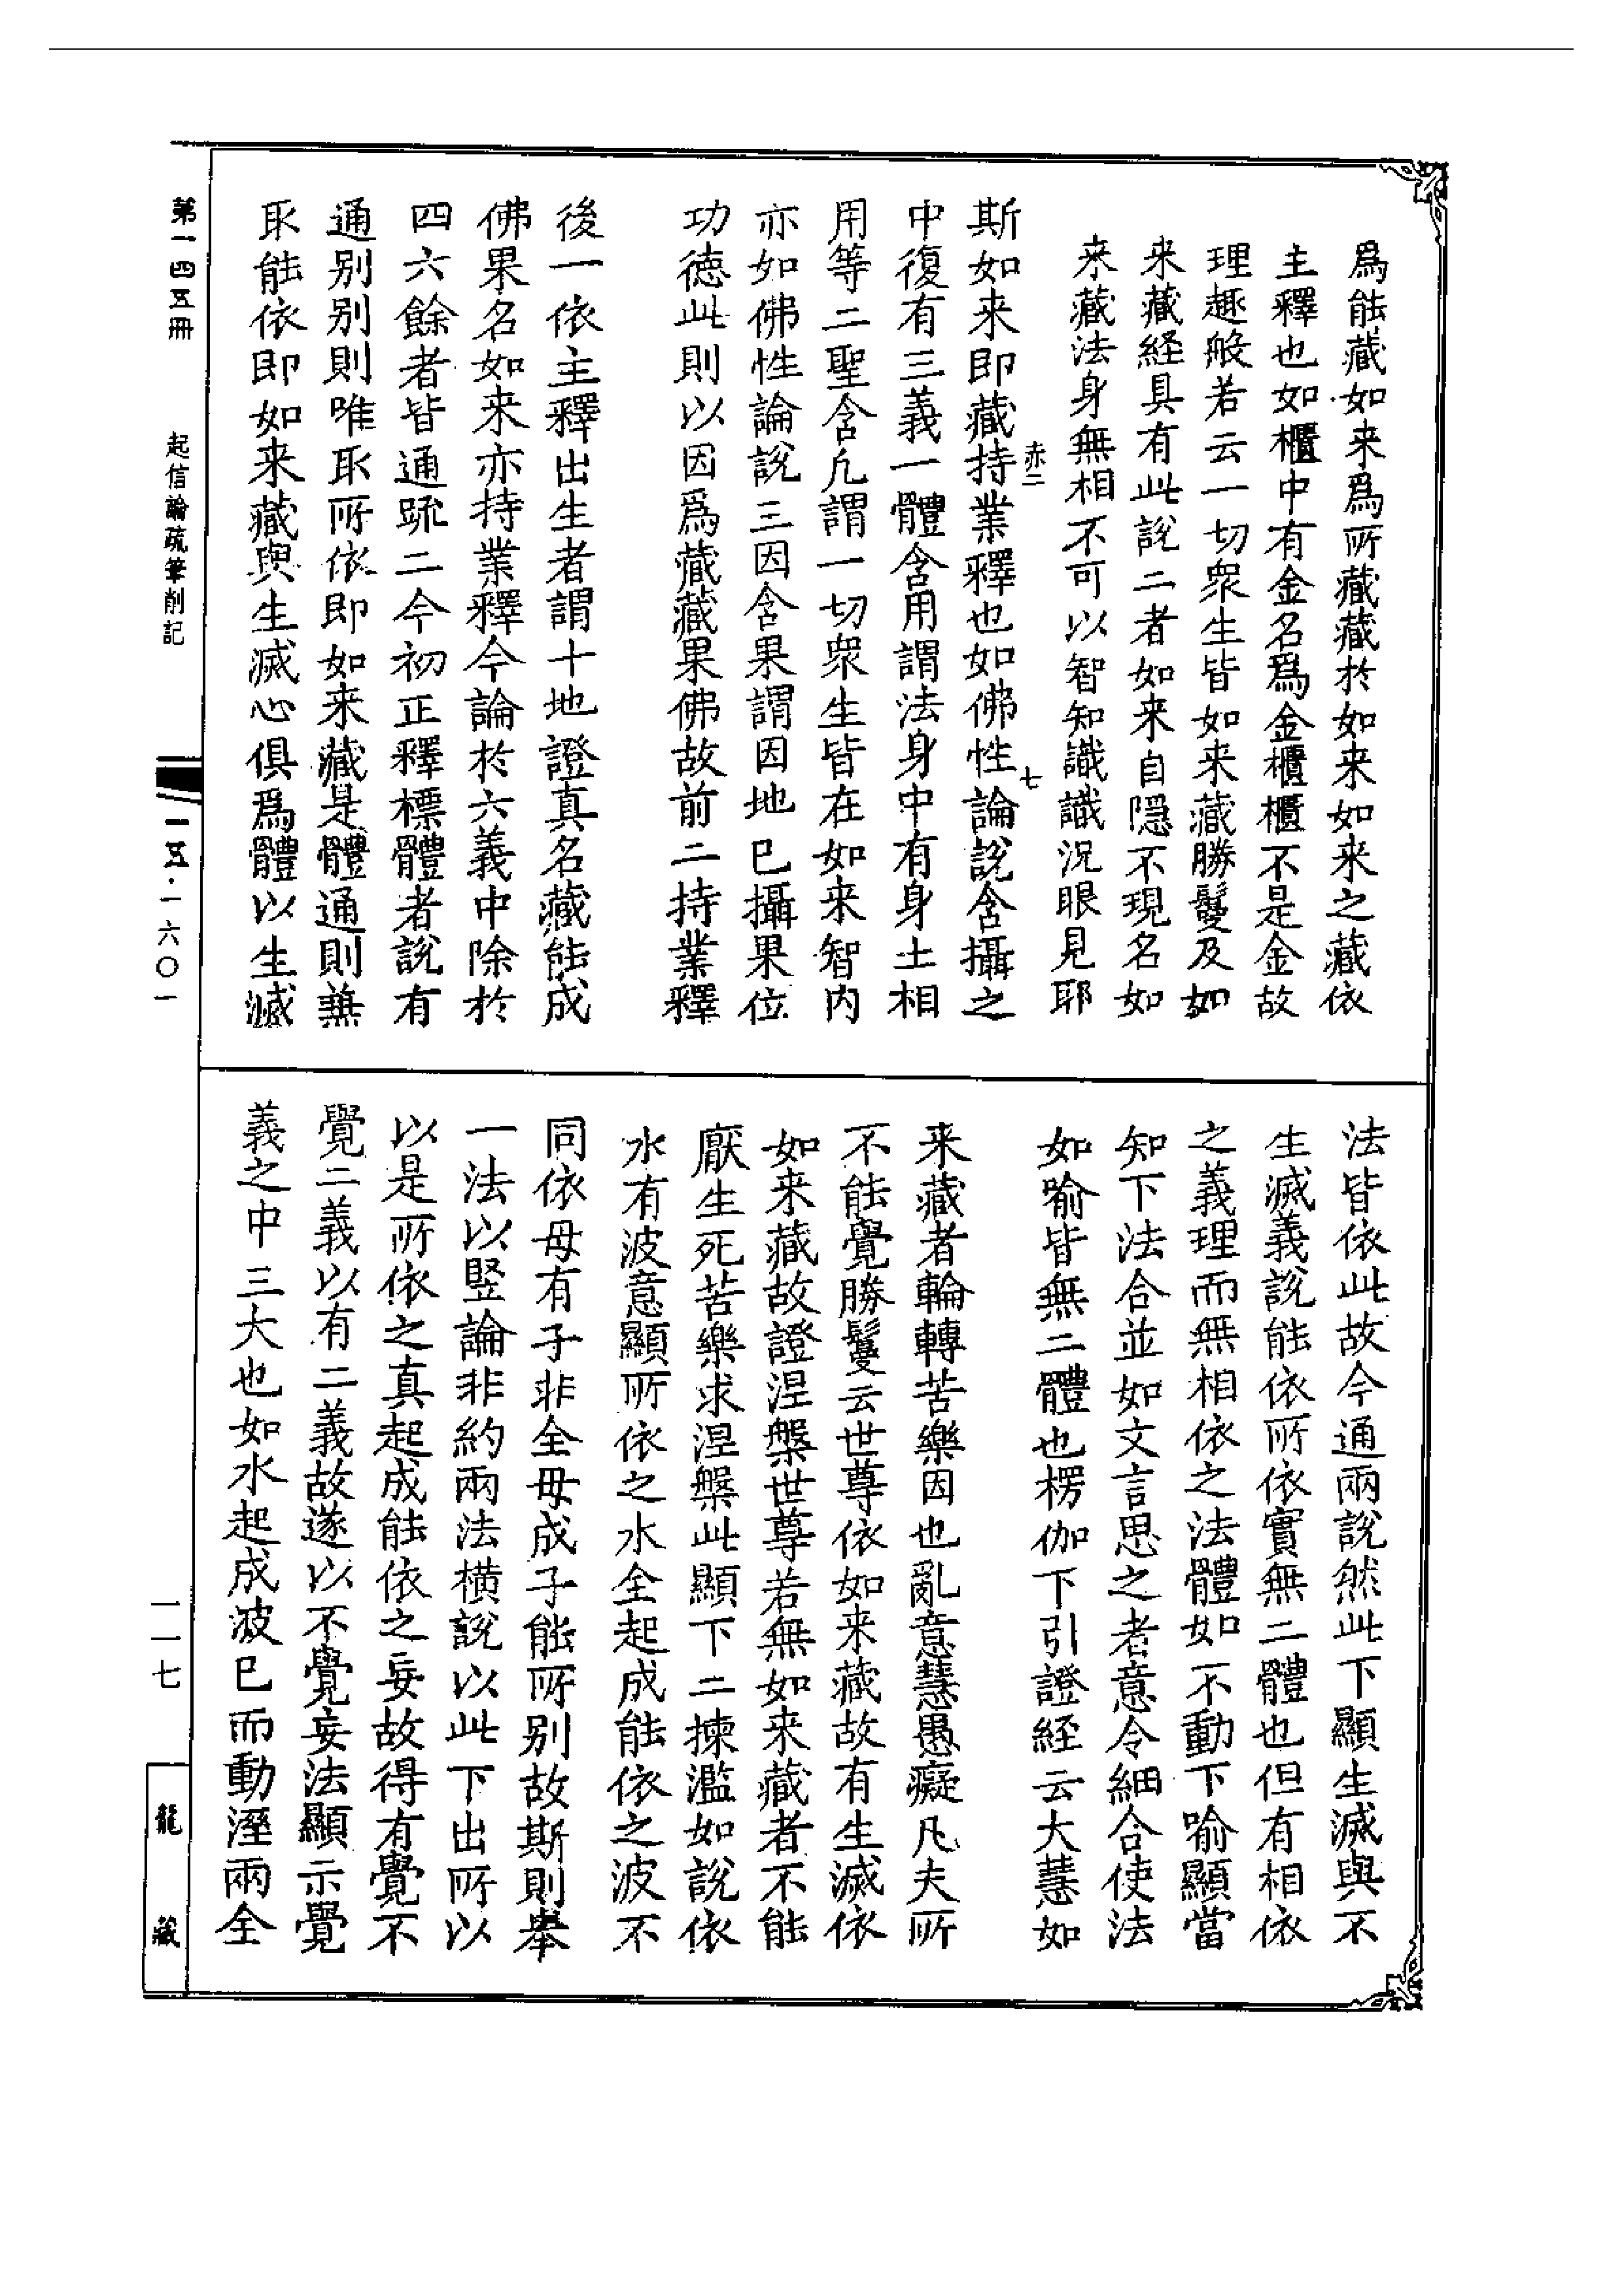 爲能藏如来爲所藏藏於如来如来之藏依
主釋也如櫃中有金名爲金櫃櫃不是金故
理趣般若云一切衆生皆如来藏勝鬘及如
来藏経具有此說二者如来自隱不現名如
来藏法身無相不可以智知識識況眼見耶
赤二
七
斯如来即藏持業釋也如佛性論說含攝之
中復有三義一體含用謂法身中有身土相
用等二聖含凡謂一切衆生皆在如来智内
亦如佛性論說三因含果謂因地已攝果位
功德此則以因爲藏藏果佛故前二持業釋
後一依主釋出生者謂十地證真名藏能成
佛果名如来亦持業釋今論於六義中除於
四六餘者皆通䟽二今初正釋標體者說有
通別別則唯取所依即如来藏是體通則兼
取能依即如来藏與生滅心俱爲體以生滅
法皆依此故今通兩說然此下顯生滅與不
生滅義說能依所依實無二體也但有相依
之義理而無相依之法體如不動下喻顯當
知下法合並如文言思之者意令細合使法
如喻皆無二體也楞伽下引證経云大慧如
来藏者輪轉苦樂因也亂意慧愚癡凡夫所
不能覺勝鬘云世尊依如来藏故有生滅依
如来藏故證涅槃世尊若無如来藏者不能
厭生死苦樂求涅槃此顯下二揀濫如說依
水有波意顯所依之水全起成能依之波不
同依母有子非全母成子能所別故斯則舉
一法以竪論非約兩法橫說以此下出所以
以是所依之真起成能依之妄故得有覺不
覺二義以有二義故遂以不覺妄法顯示覺
義之中三大也如水起成波已而動溼兩全
第一四五冊
起信論疏筆削記
一五·一六〇一
一一七
龍藏